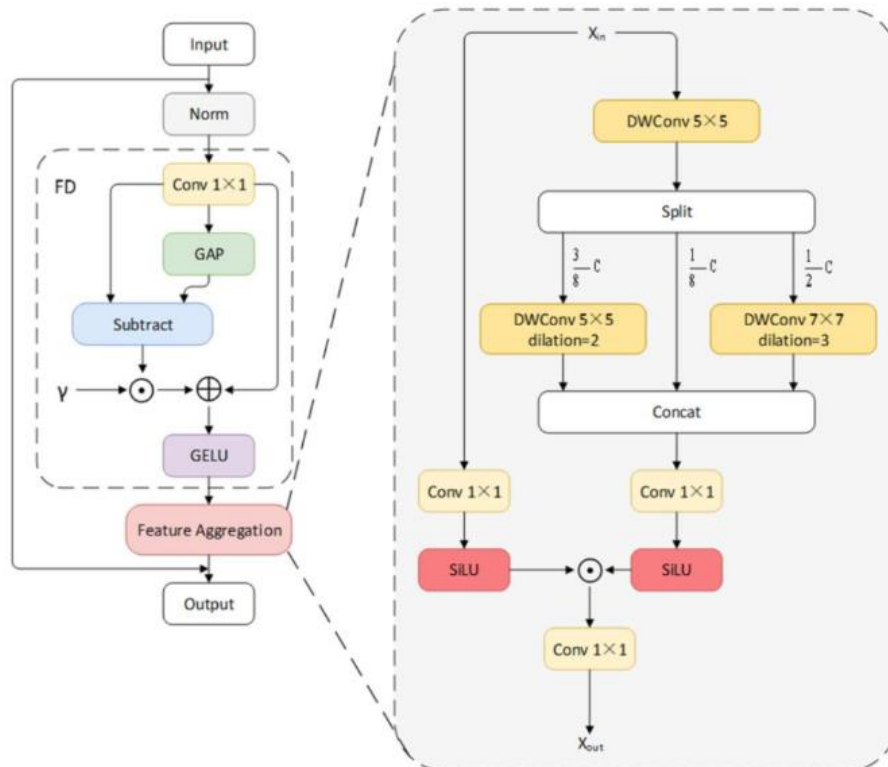 Input
Norm
FD
Conv 1×1
GAP
Subtract
γ
GELU
Feature Aggregation
Output
Xin
DWConv 5×5
Split
3/8 C
1/8 C
1/2 C
DWConv 5×5
dilation=2
DWConv 7×7
dilation=3
Concat
Conv 1×1
Conv 1×1
SiLU
SiLU
Conv 1×1
Xout